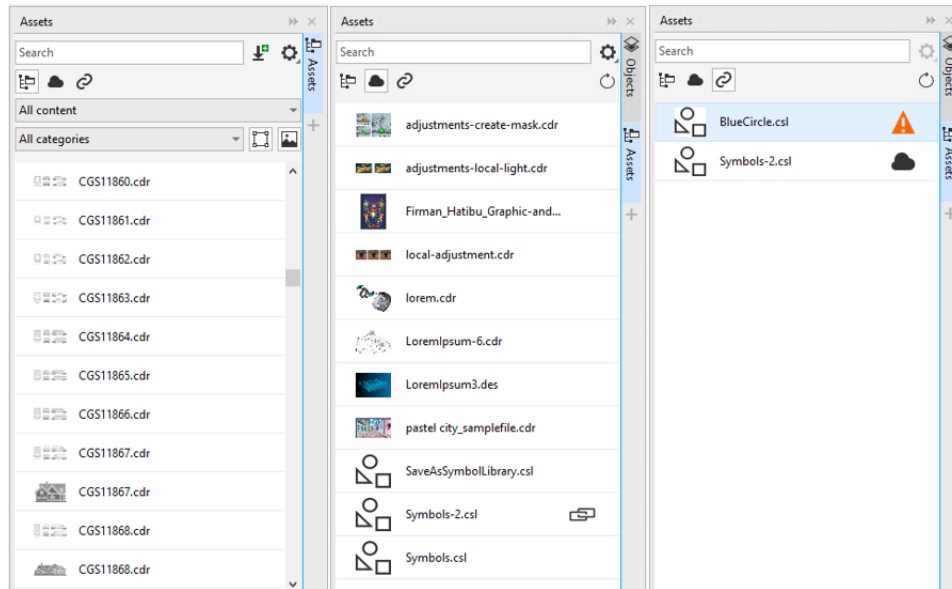 Assets
Search
Assets
All content
All categories
CGS11860.cdr
CGS11861.cdr
CGS11862.cdr
CGS11863.cdr
CGS11864.cdr
CGS11865.cdr
CGS11866.cdr
CGS11867.cdr
CGS11867.cdr
CGS11868.cdr
CGS11868.cdr
Assets
Search
Objects
Assets
adjustments-create-mask.cdr
adjustments-local-light.cdr
Firman_Hatibu_Graphic-and...
local-adjustment.cdr
lorem.cdr
LoremIpsum-6.cdr
LoremIpsum3.des
pastel city_samplefile.cdr
SaveAsSymbolLibrary.csl
Symbols-2.csl
Symbols.csl
Assets
Search
Objects
Assets
BlueCircle.csl
Symbols-2.csl